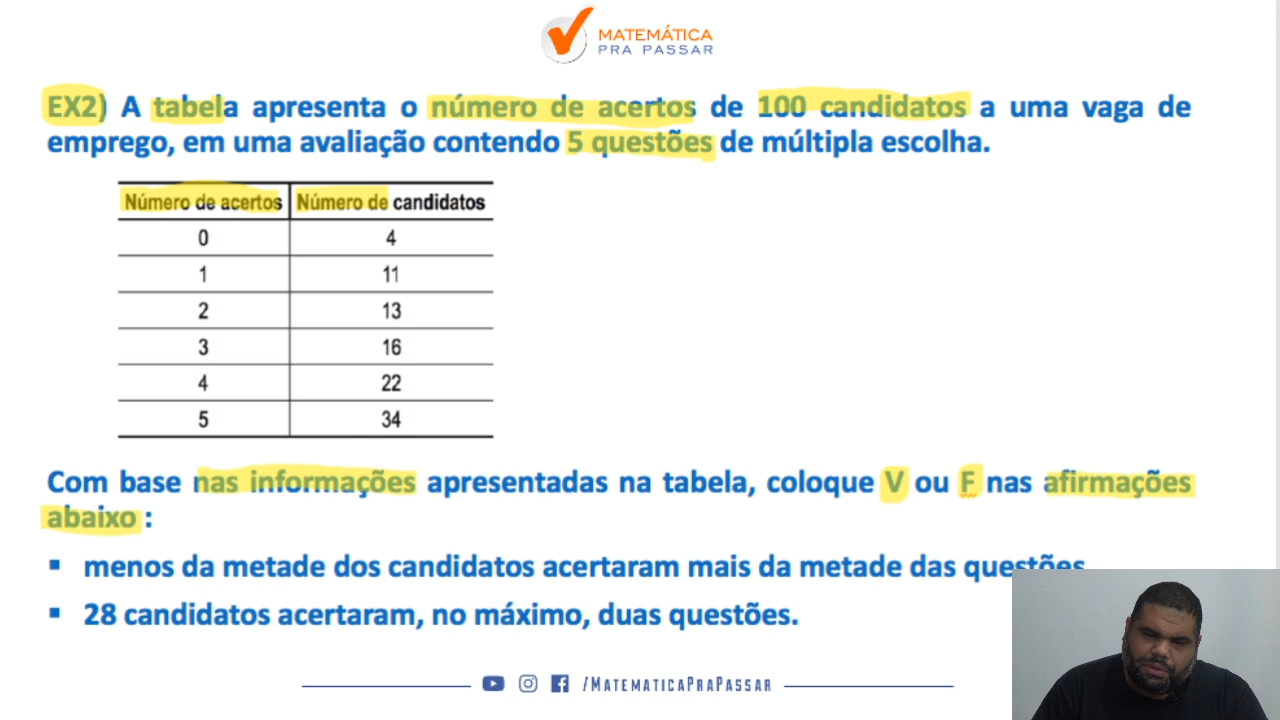 MATEMÁTICA
PRA PASSAR
EX2) A tabela apresenta o número de acertos de 100 candidatos a uma vaga de
emprego, em uma avaliação contendo 5 questões de múltipla escolha.
Número de acertos Número de candidatos
0 4
1 11
2 13
3 16
4 22
5 34
Com base nas informações apresentadas na tabela, coloque V ou F nas afirmações
abaixo :
▪ menos da metade dos candidatos acertaram mais da metade das questões
▪ 28 candidatos acertaram, no máximo, duas questões.
/MATEMATICAPRAPASSAR